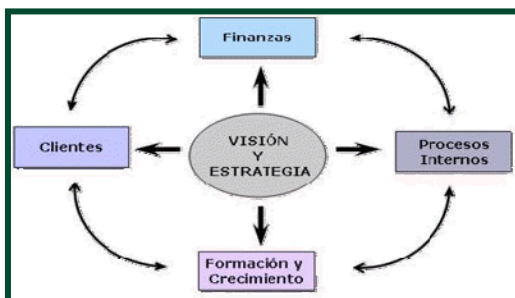 Finanzas
Clientes
VISIÓN
Y
ESTRATEGIA
Procesos
Internos
Formación y
Crecimiento